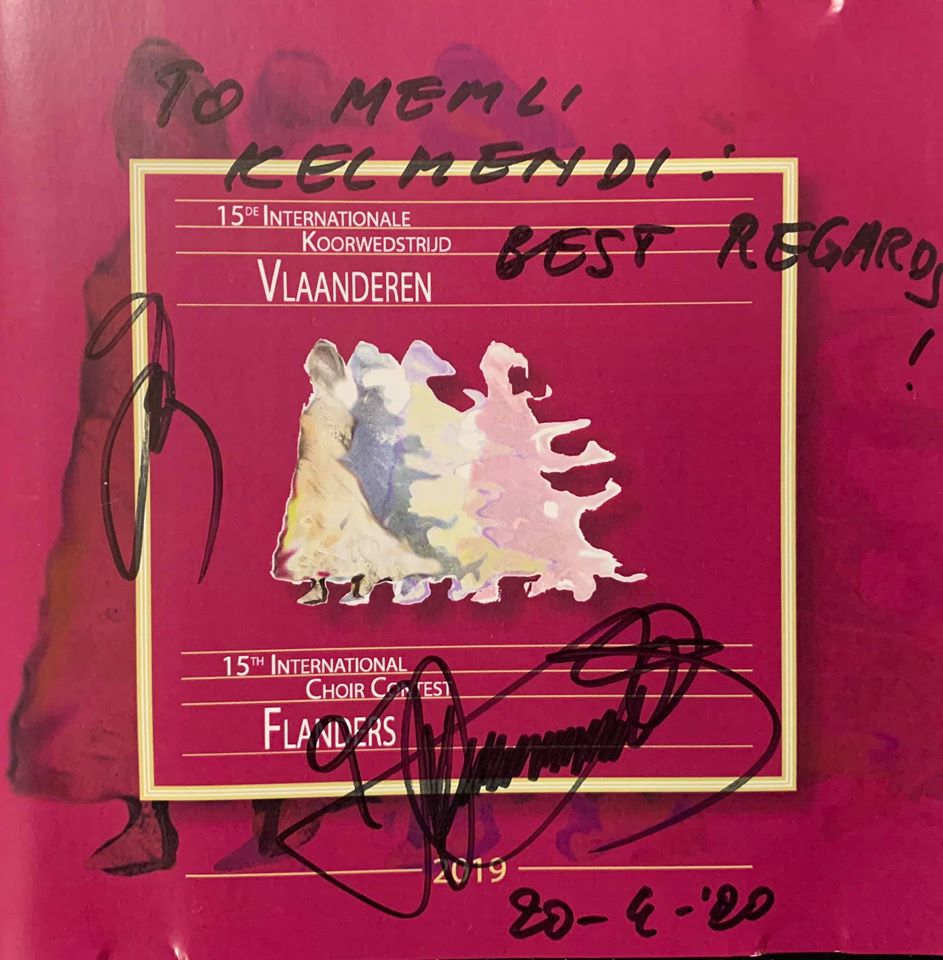 TO MEMLI
KELMENDI:
15DE INTERNATIONALE
KOORWEDSTRIJD
BEST REGARDS
VLAANDEREN
!
15TH INTERNATIONAL
CHOIR CONTEST
FLANDERS
2019
20-4-'20